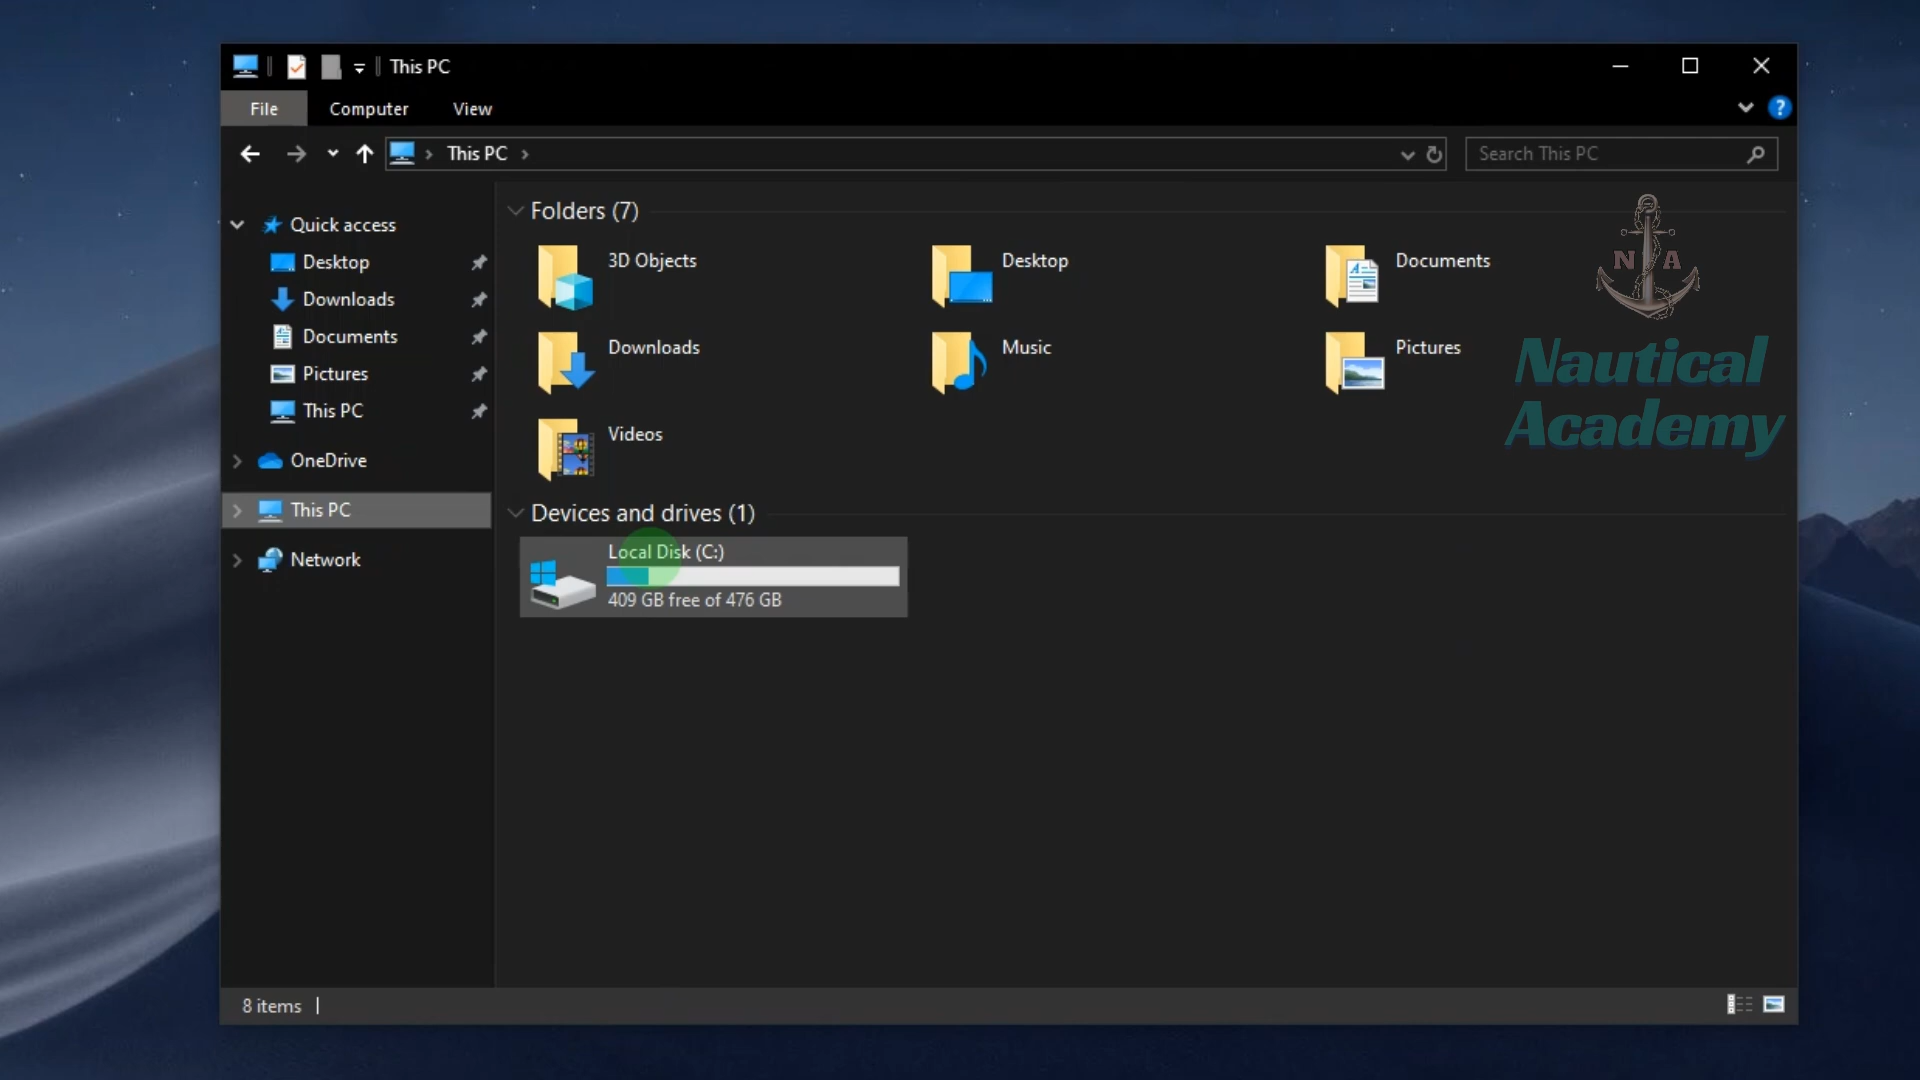 This PC
File Computer View
This PC
Search This PC
Quick access
Desktop
Downloads
Documents
Pictures
This PC
OneDrive
This PC
Network
Folders (7)
3D Objects
Desktop
Documents
Downloads
Music
Pictures
Videos
Devices and drives (1)
Local Disk (C:)
409 GB free of 476 GB
N A
Nautical
Academy
8 items